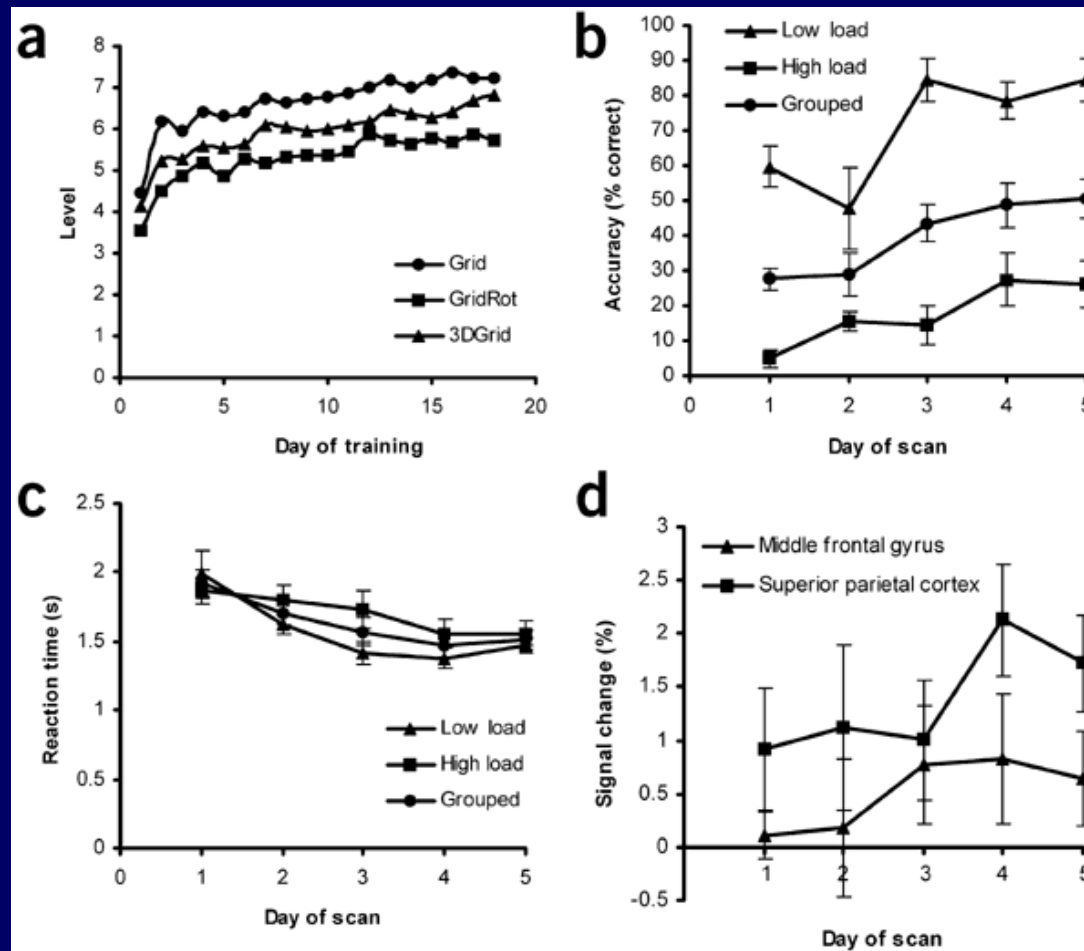 a
8
7
6
5
4
3
2
1
0
Level
Grid
GridRot
3DGrid
0 5 10 15 20
Day of training
b
100
90
80
70
60
50
40
30
20
10
0
Accuracy (% correct)
Low load
High load
Grouped
0 1 2 3 4 5
Day of scan
c
2.5
2
1.5
1
0.5
0
Reaction time (s)
Low load
High load
Grouped
0 1 2 3 4 5
Day of scan
d
3
2.5
2
1.5
1
0.5
0
-0.5
Signal change (%)
Middle frontal gyrus
Superior parietal cortex
1 2 3 4 5
Day of scan